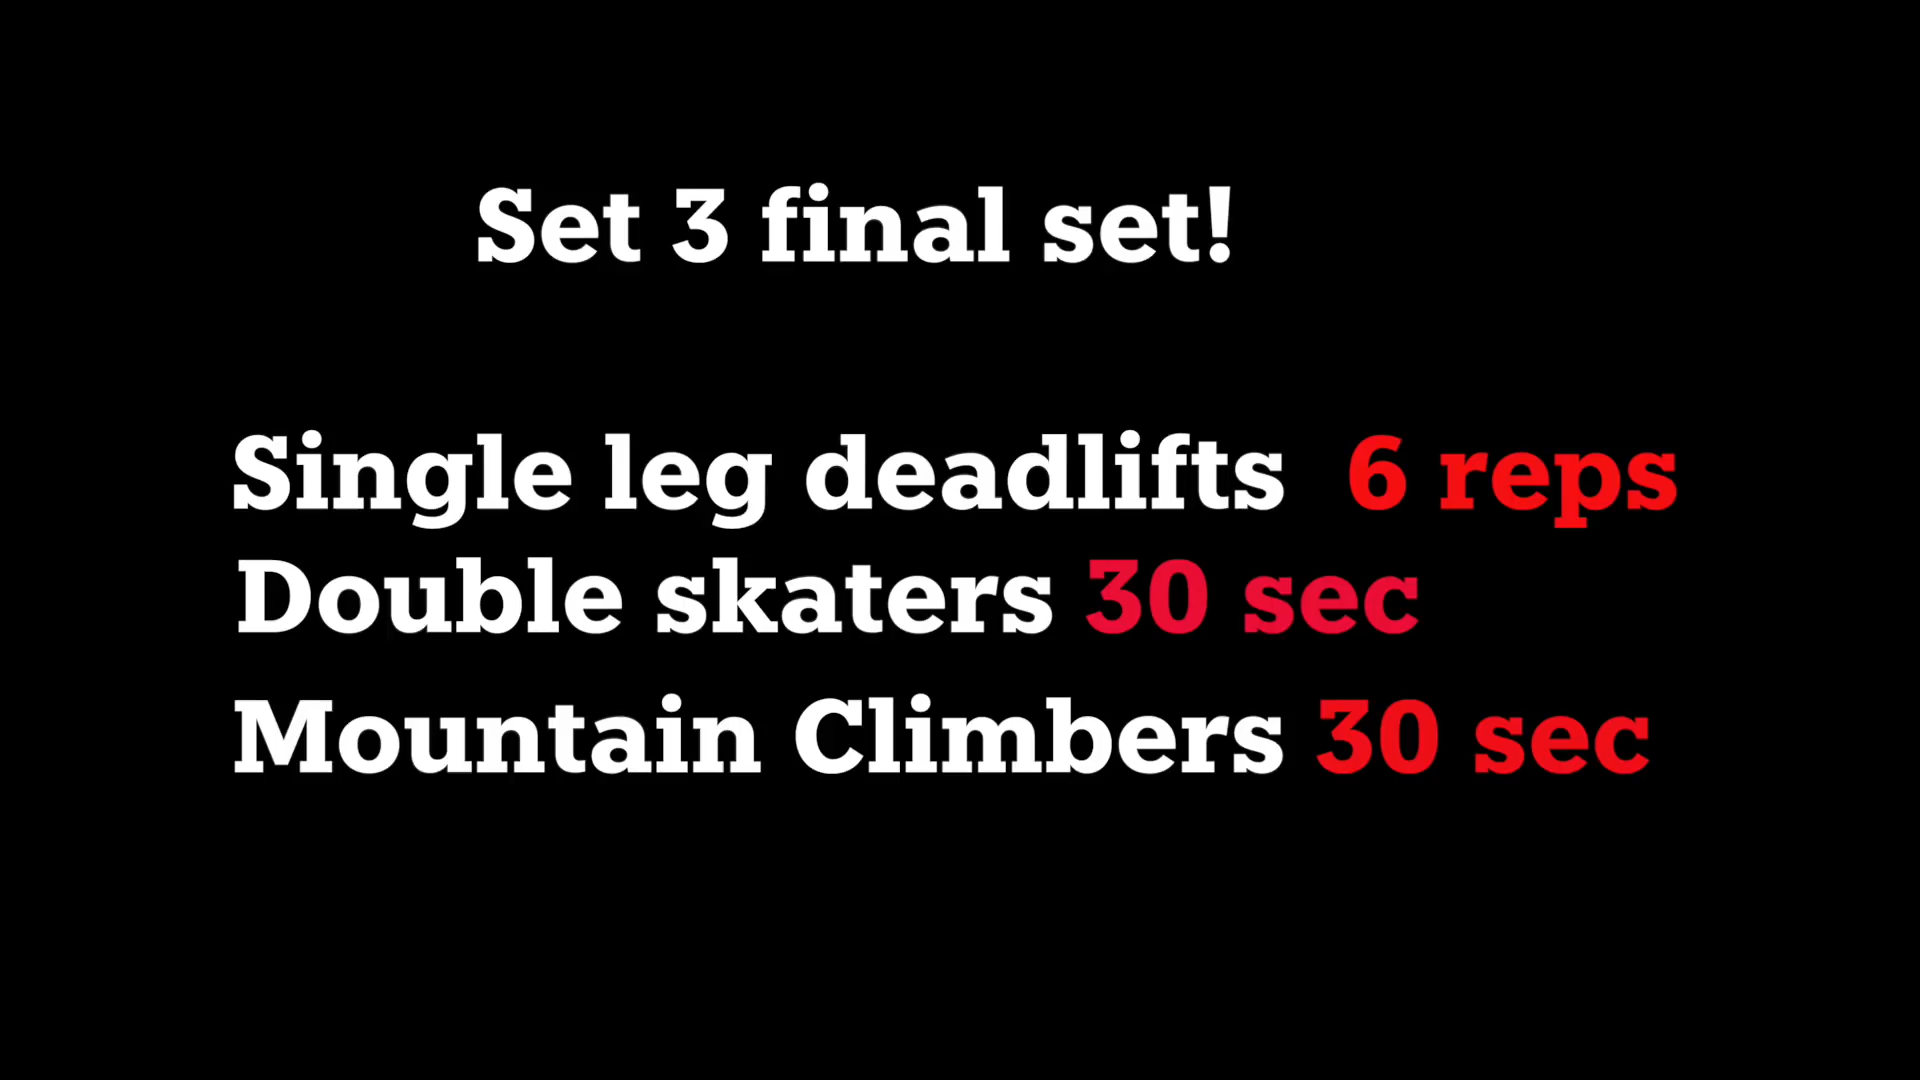 Set 3 final set!
Single leg deadlifts 6 reps
Double skaters 30 sec
Mountain Climbers 30 sec